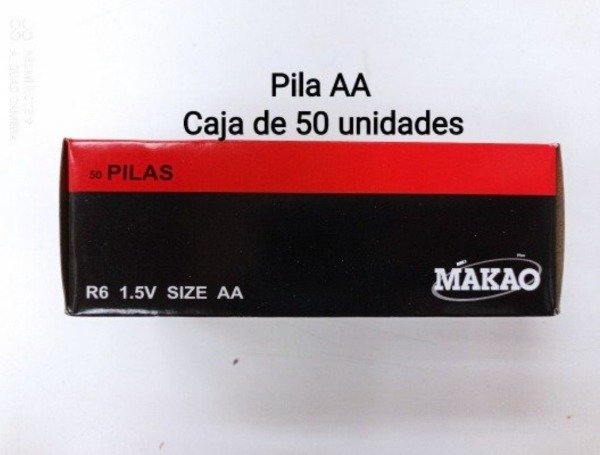 Pila AA
Caja de 50 unidades
50 PILAS
MAKAO
R6 1.5V SIZE AA